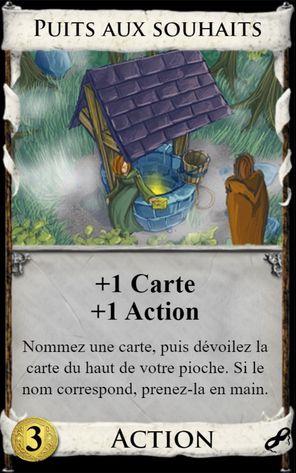 Puits aux souhaits
+1 Carte
+1 Action
Nommez une carte, puis dévoilez la
carte du haut de votre pioche. Si le
nom correspond, prenez-la en main.
3
Action